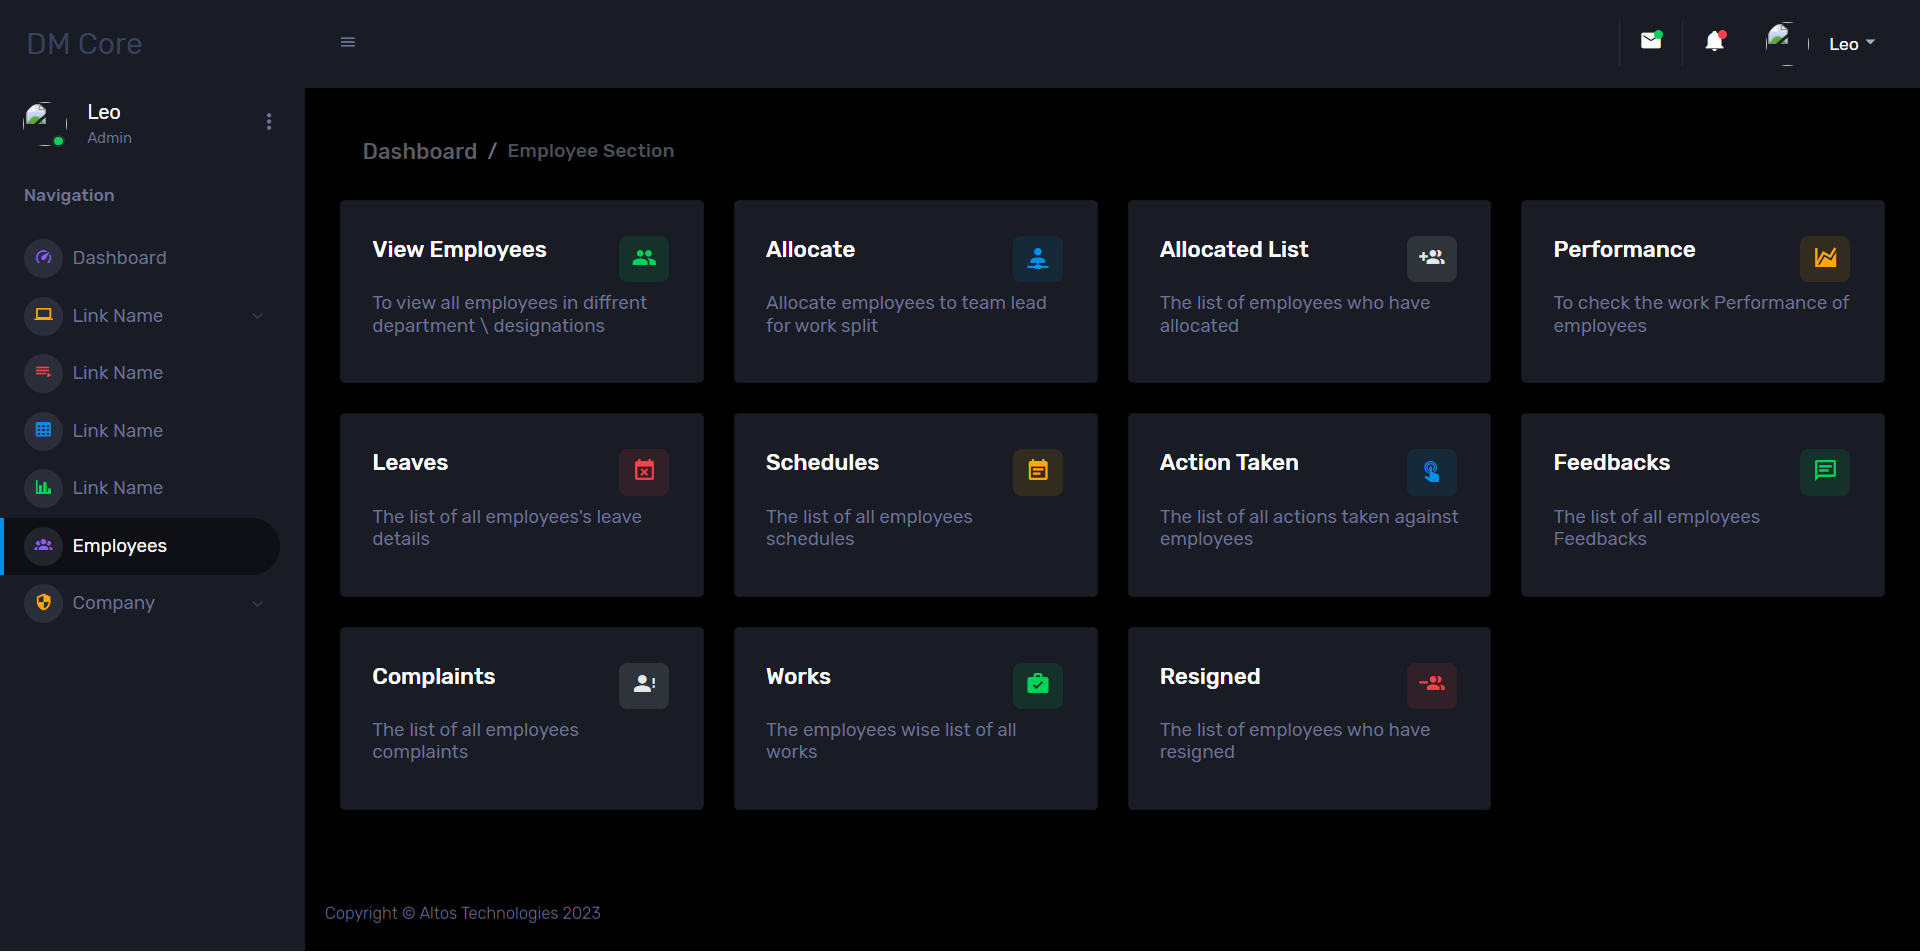 DM Core
Leo
Leo
Admin
Navigation
Dashboard
Link Name
Link Name
Link Name
Link Name
Employees
Company
Dashboard / Employee Section
View Employees
To view all employees in diffrent
department \ designations
Allocate
Allocate employees to team lead
for work split
Allocated List
The list of employees who have
allocated
Performance
To check the work Performance of
employees
Leaves
The list of all employees's leave
details
Schedules
The list of all employees
schedules
Action Taken
The list of all actions taken against
employees
Feedbacks
The list of all employees
Feedbacks
Complaints
The list of all employees
complaints
Works
The employees wise list of all
works
Resigned
The list of employees who have
resigned
Copyright © Altos Technologies 2023